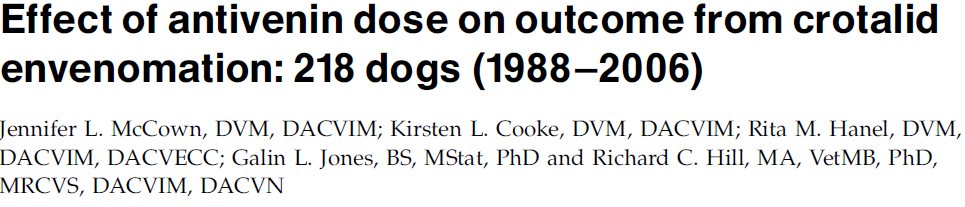 Effect of antivenin dose on outcome from crotalid
envenomation: 218 dogs (1988–2006)
Jennifer L. McCown, DVM, DACVIM; Kirsten L. Cooke, DVM, DACVIM; Rita M. Hanel, DVM,
DACVIM, DACVECC; Galin L. Jones, BS, MStat, PhD and Richard C. Hill, MA, VetMB, PhD,
MRCVS, DACVIM, DACVN